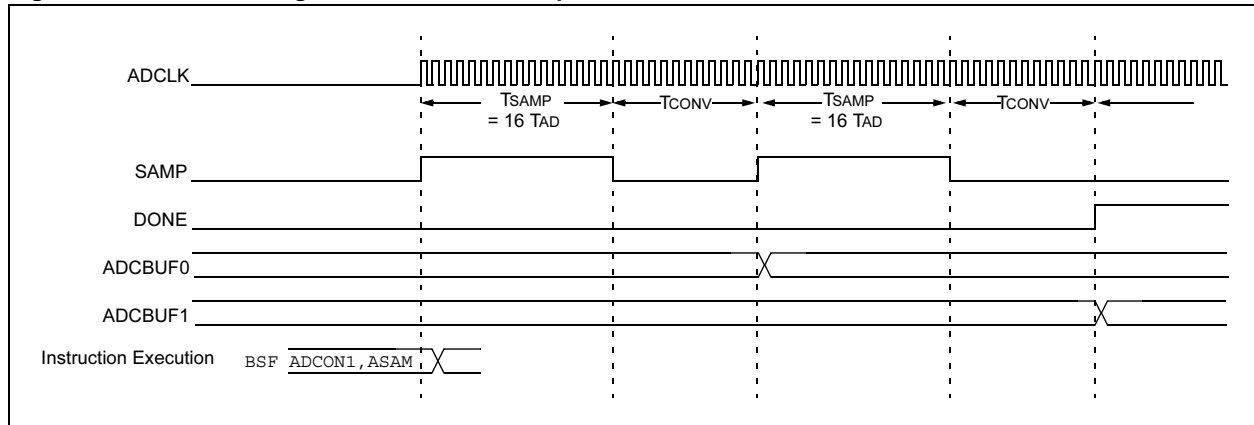 ADCLK
TSAMP TCONV TSAMP TCONV
= 16 TAD = 16 TAD
SAMP
DONE
ADCBUF0
ADCBUF1
Instruction Execution BSF ADCON1,ASAM